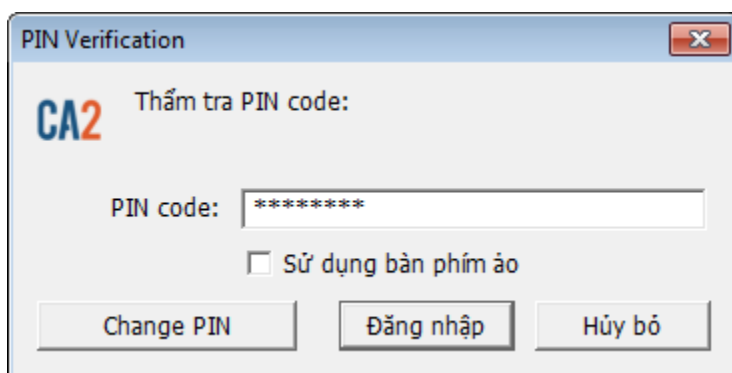 PIN Verification
CA2
Thẩm tra PIN code:
PIN code: ********
Sử dụng bàn phím ảo
Change PIN
Đăng nhập
Hủy bỏ